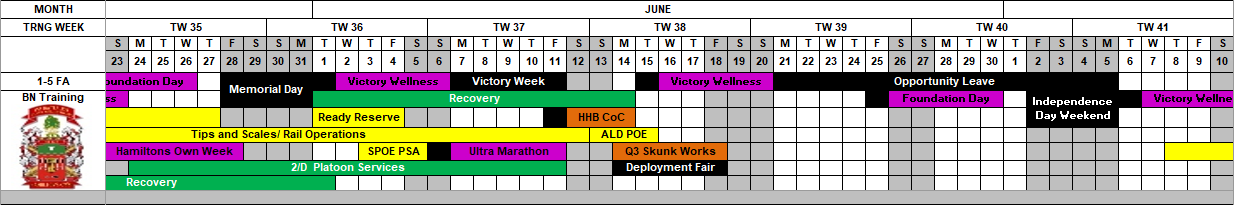 MONTH JUNE
TRNG WEEK TW 35 TW 36 TW 37 TW 38 TW 39 TW 40 TW 41
S M T W T F S S M T W T F S S M T W T F S S M T W T F S S M T W T F S S M T W T F S S M T W T F S
23 24 25 26 27 28 29 30 31 1 2 3 4 5 6 7 8 9 10 11 12 13 14 15 16 17 18 19 20 21 22 23 24 25 26 27 28 29 30 1 2 3 4 5 6 7 8 9 10
1-5 FA oundation Day Victory Wellness Victory Week Victory Wellness Opportunity Leave
Memorial Day
BN Training ss Recovery Foundation Day Victory Wellne
Independence
Day Weekend
Ready Reserve HHB CoC
Tips and Scales/ Rail Operations ALD POE
Hamiltons Own Week SPOE PSA Ultra Marathon Q3 Skunk Works
2/D Platoon Services Deployment Fair
Recovery